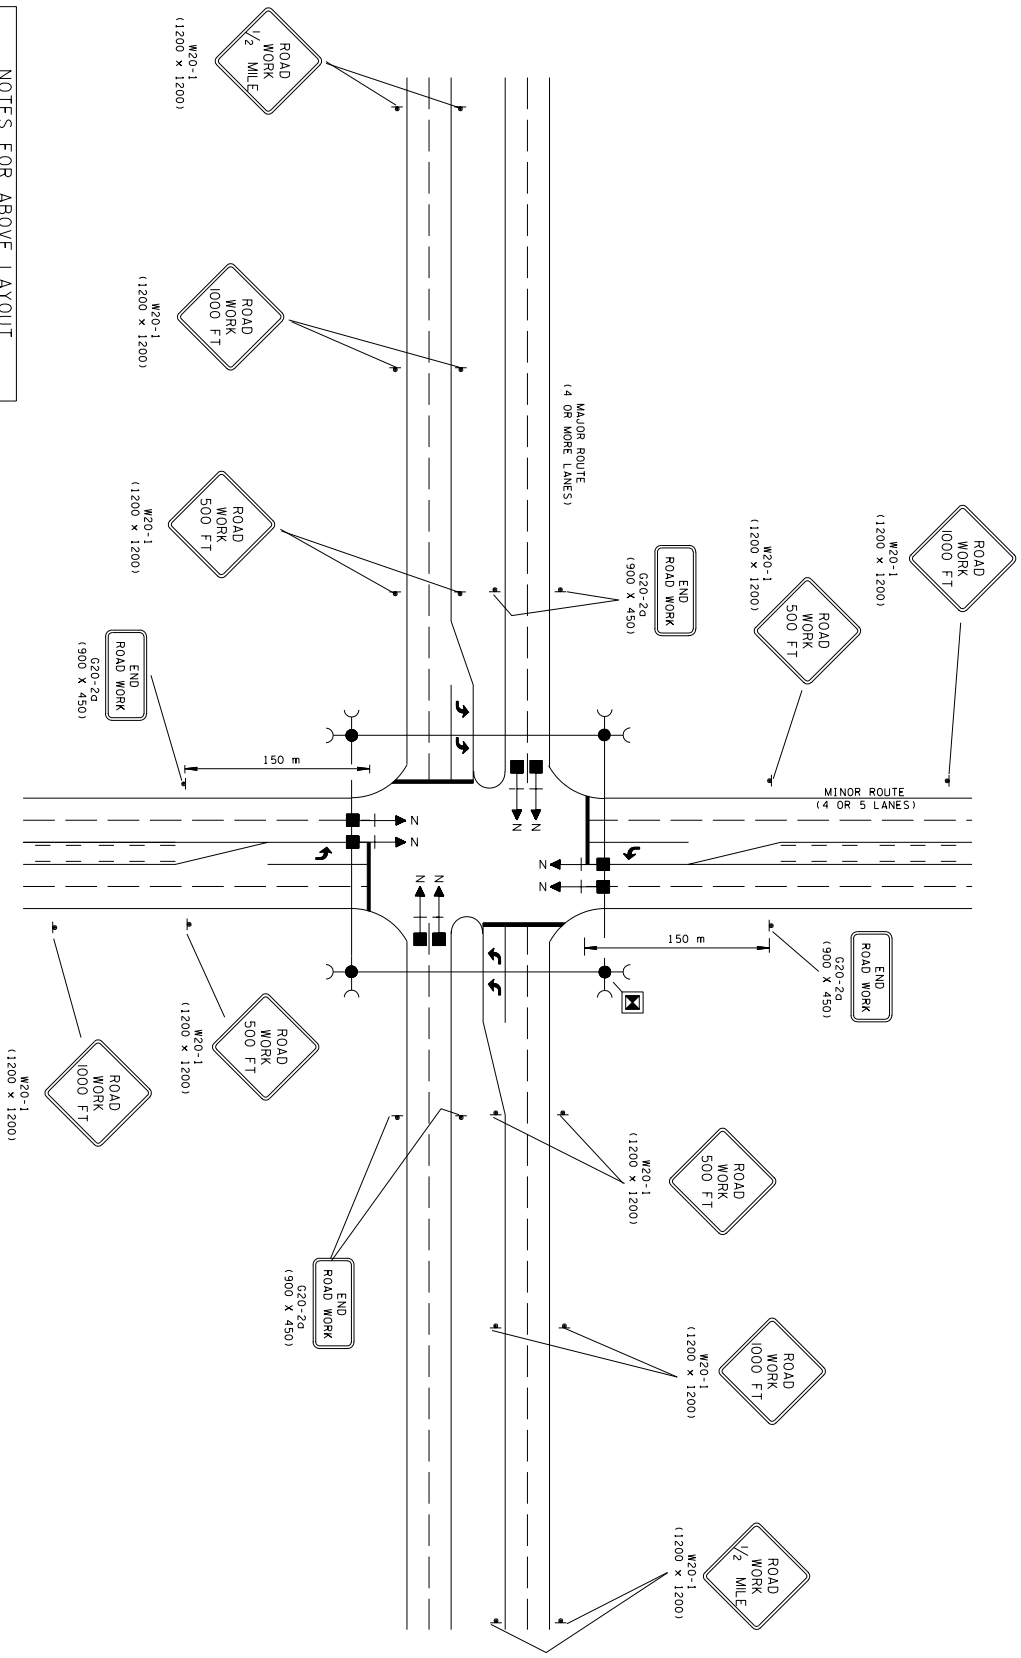 NOTES FOR ABOVE LAYOUT
ROAD
WORK
1/2 MILE
W20-1
(1200 x 1200)
ROAD
WORK
1000 FT
W20-1
(1200 x 1200)
ROAD
WORK
500 FT
W20-1
(1200 x 1200)
MAJOR ROUTE
(4 OR MORE LANES)
END
ROAD WORK
G20-2a
(900 X 450)
ROAD
WORK
1000 FT
W20-1
(1200 x 1200)
ROAD
WORK
500 FT
W20-1
(1200 x 1200)
END
ROAD WORK
G20-2a
(900 X 450)
150 m
MINOR ROUTE
(4 OR 5 LANES)
N
N
N
N
N
N
N
N
150 m
END
ROAD WORK
G20-2a
(900 X 450)
ROAD
WORK
500 FT
W20-1
(1200 x 1200)
ROAD
WORK
1000 FT
W20-1
(1200 x 1200)
ROAD
WORK
500 FT
W20-1
(1200 x 1200)
END
ROAD WORK
G20-2a
(900 X 450)
ROAD
WORK
1000 FT
W20-1
(1200 x 1200)
ROAD
WORK
1/2 MILE
W20-1
(1200 x 1200)